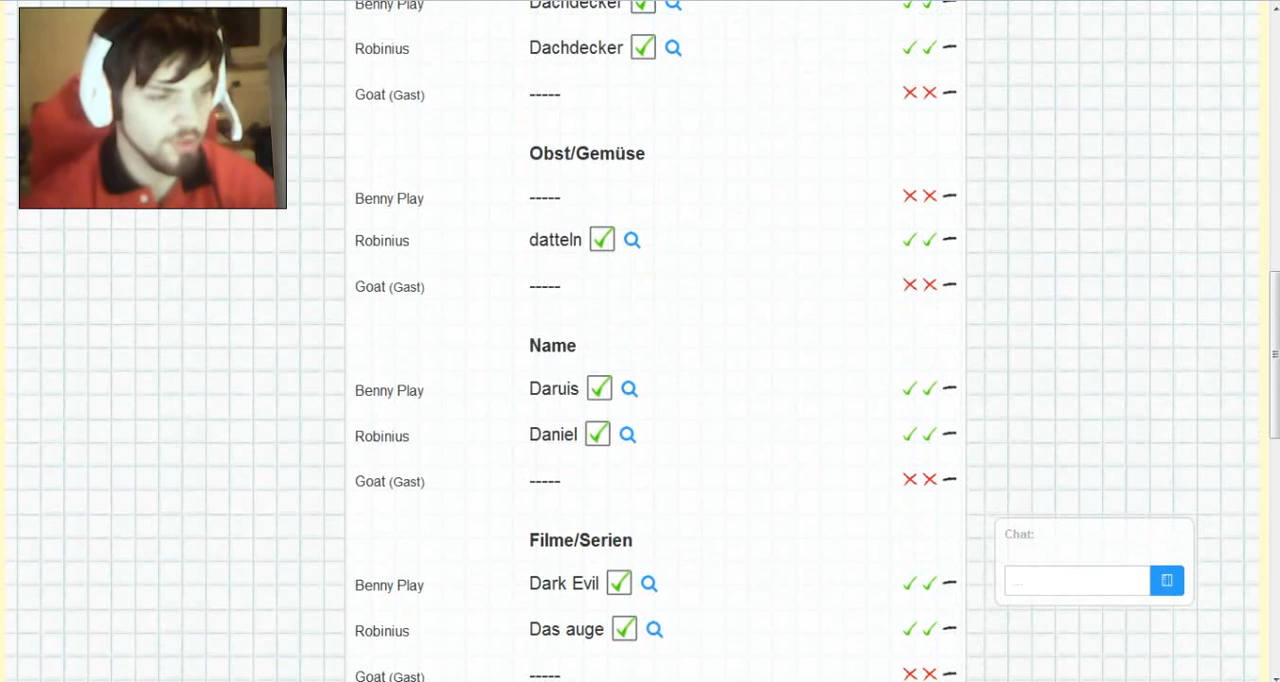 Benny Play Dachdecker
Robinius Dachdecker
Goat (Gast) -----
Obst/Gemüse
Benny Play -----
Robinius datteln
Goat (Gast) -----
Name
Benny Play Daruis
Robinius Daniel
Goat (Gast) -----
Filme/Serien
Benny Play Dark Evil
Robinius Das auge
Goat (Gast) -----
Chat:
...